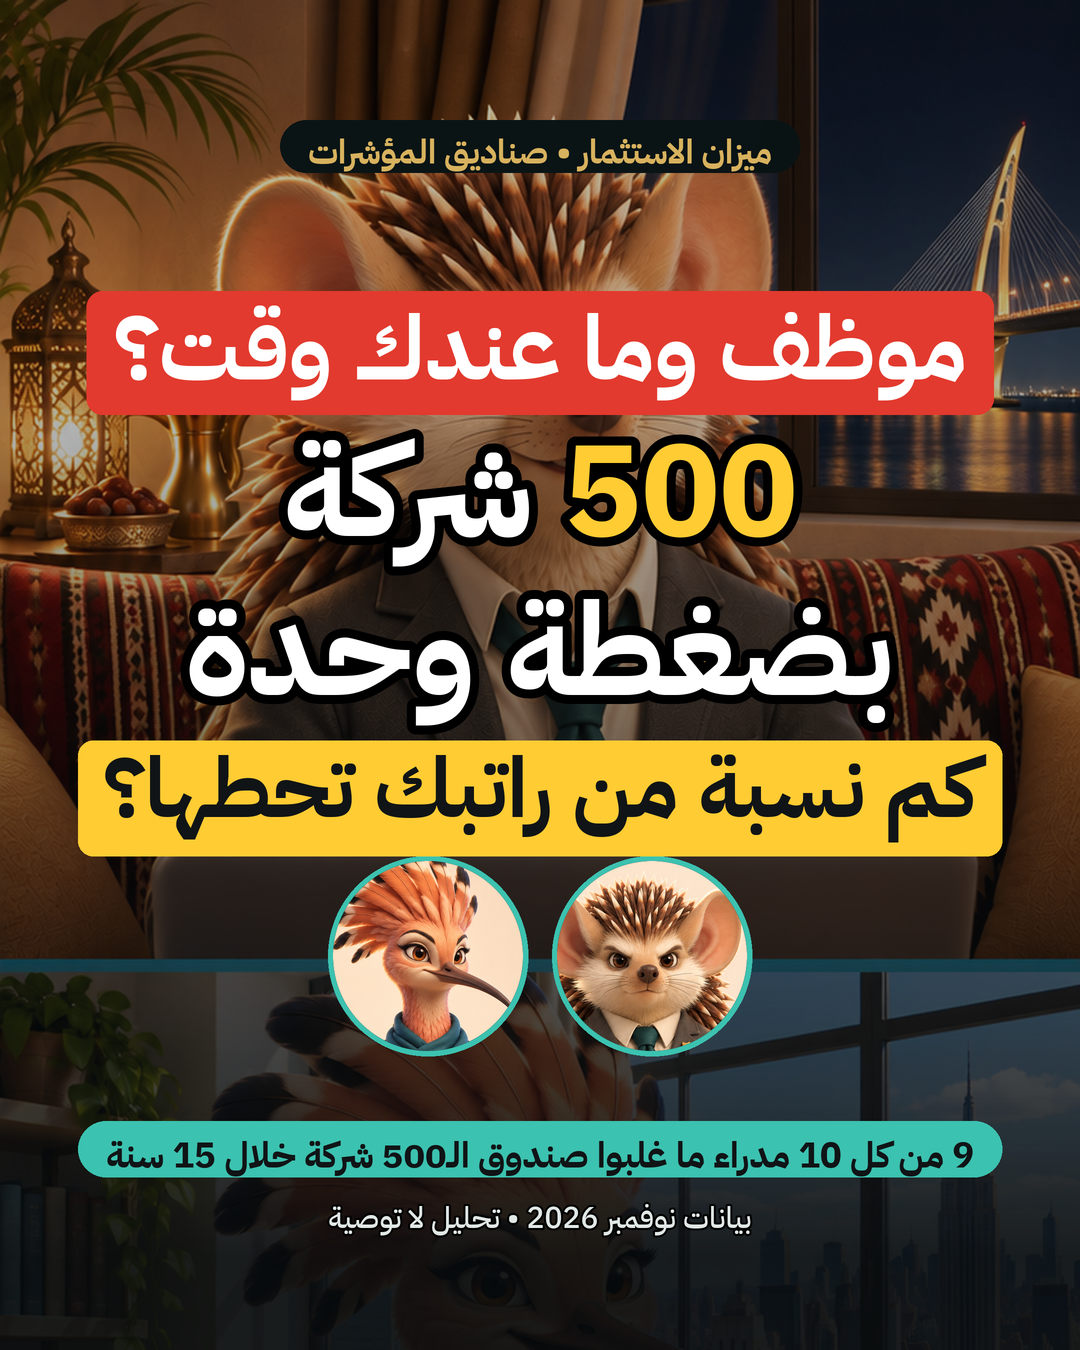 ميزان الاستثمار • صناديق المؤشرات
موظف وما عندك وقت؟
500 شركة
بضغطة وحدة
كم نسبة من راتبك تحطها؟
9 من كل 10 مدراء ما غلبوا صندوق الـ500 شركة خلال 15 سنة
بيانات نوفمبر 2026 • تحليل لا توصية